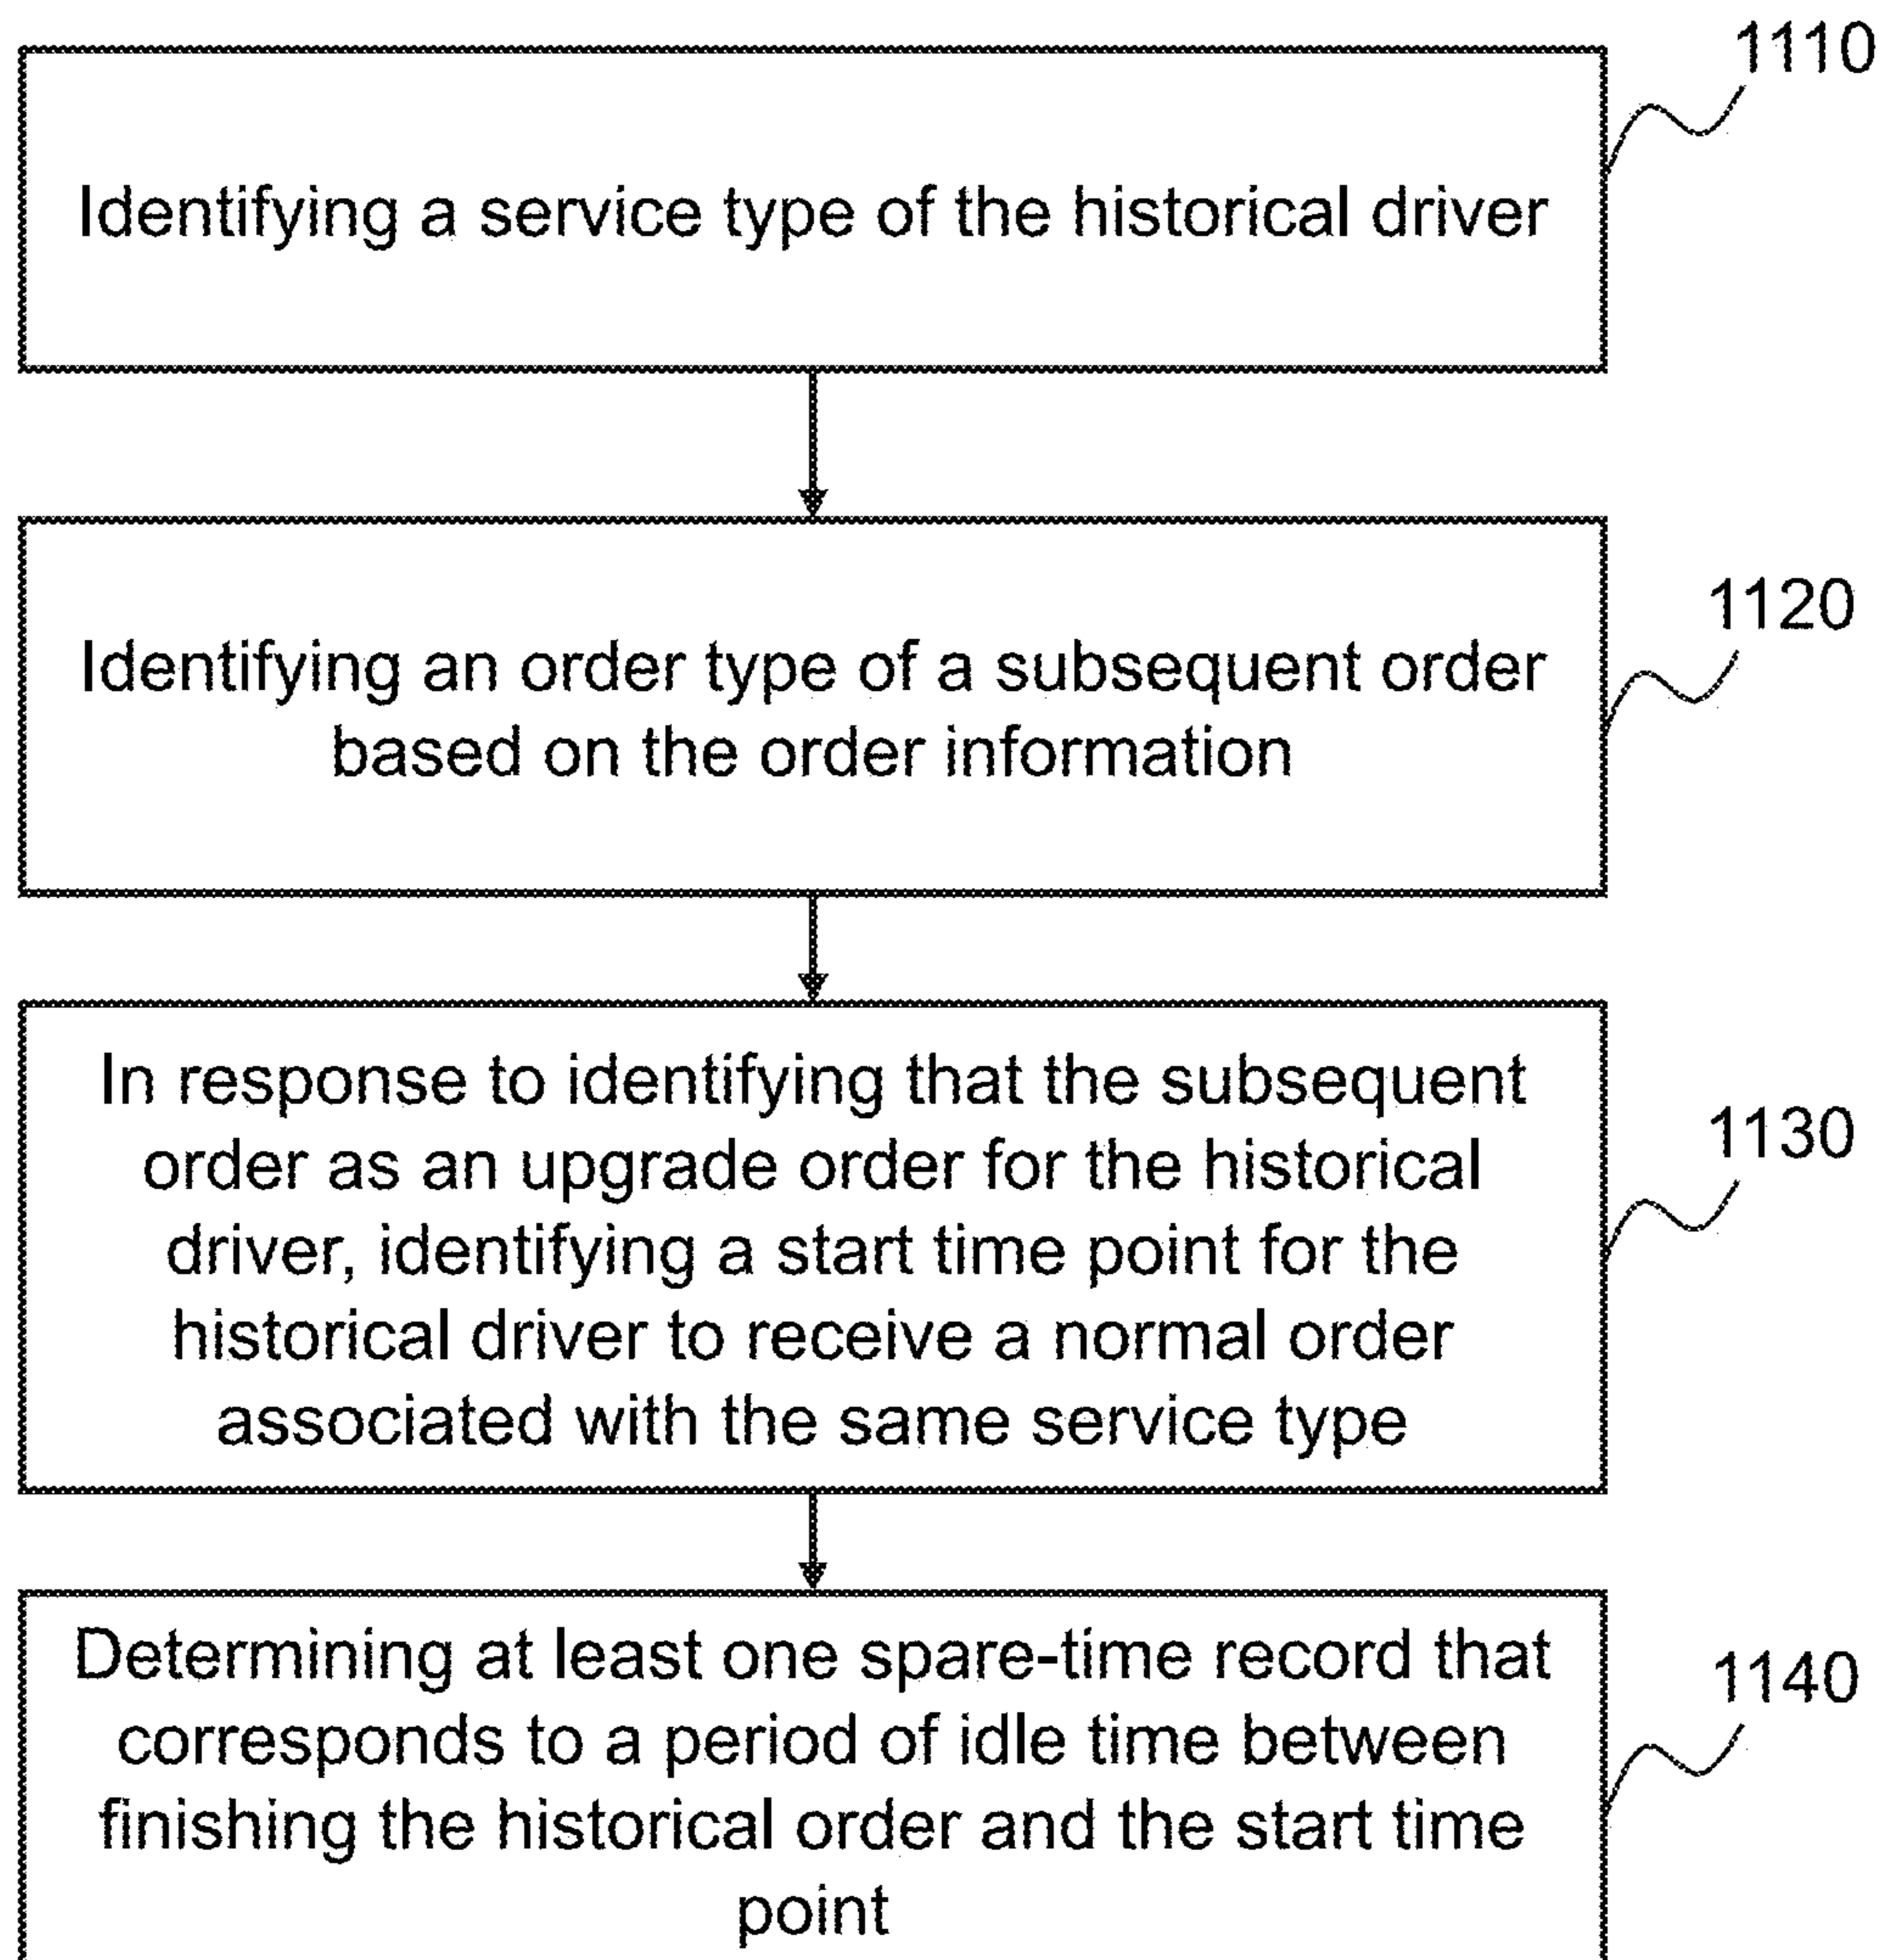 1110
Identifying a service type of the historical driver
1120
Identifying an order type of a subsequent order
based on the order information
1130
In response to identifying that the subsequent
order as an upgrade order for the historical
driver, identifying a start time point for the
historical driver to receive a normal order
associated with the same service type
1140
Determining at least one spare-time record that
corresponds to a period of idle time between
finishing the historical order and the start time
point